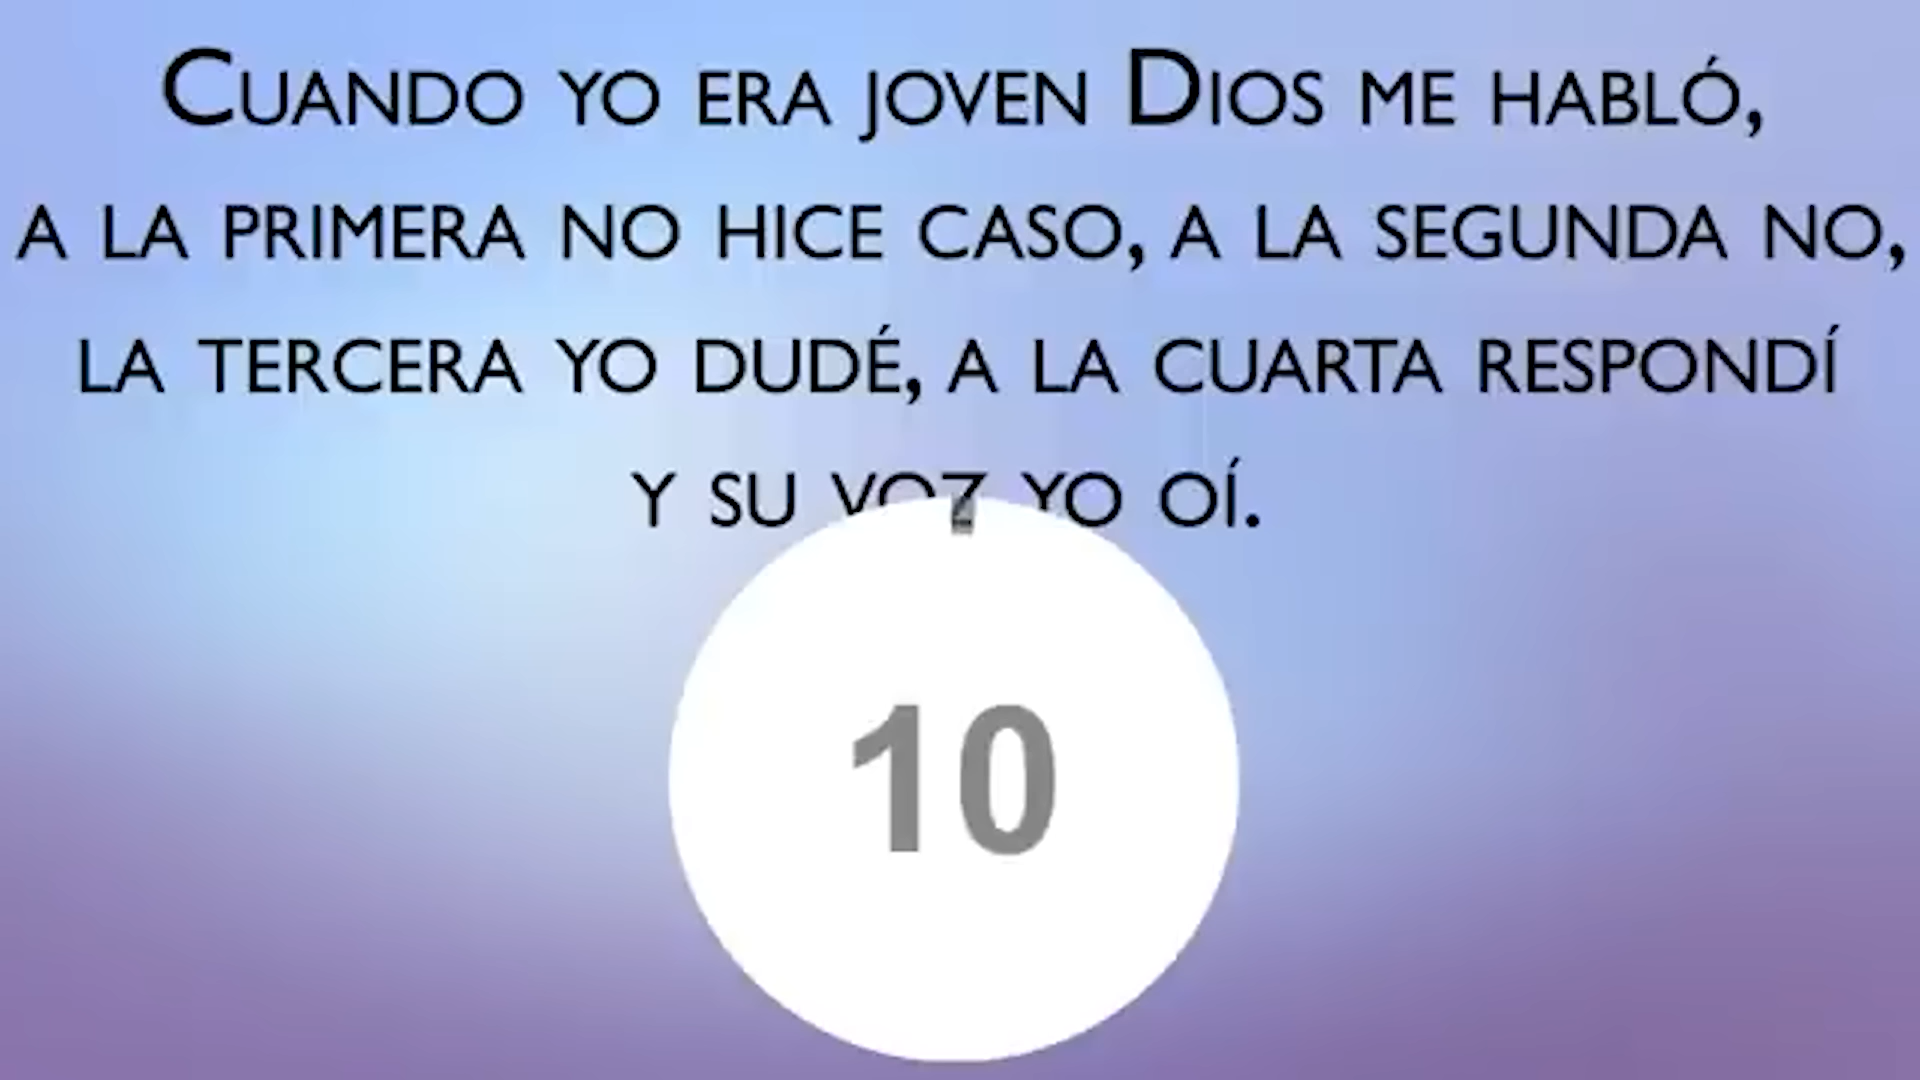 Cuando yo era joven Dios me habló,
a la primera no hice caso, a la segunda no,
la tercera yo dudé, a la cuarta respondí
y su voz yo oí.
10